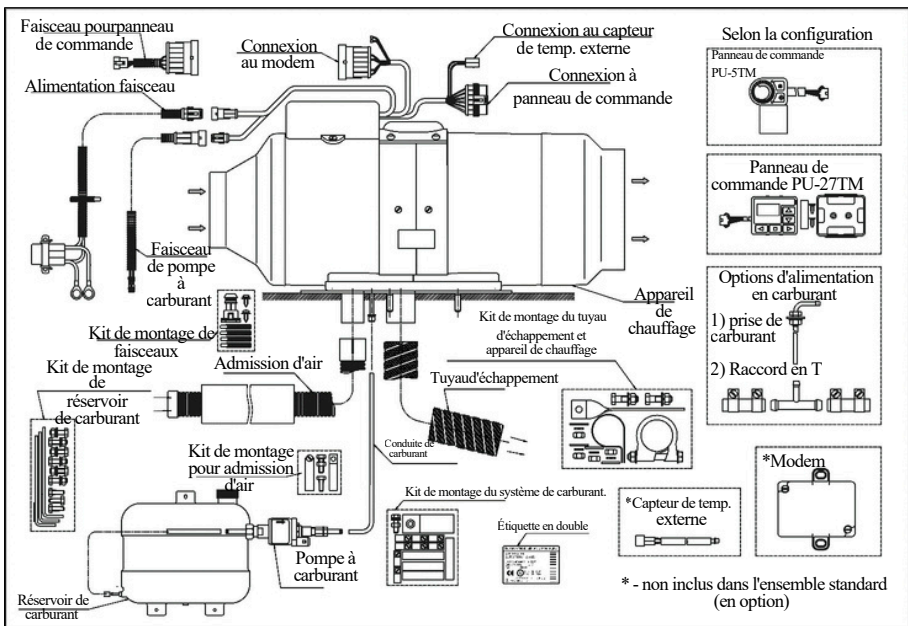 Faisceau pourpanneau
de commande
Connexion
au modem
Connexion au capteur
de temp. externe
Connexion à
panneau de commande
Alimentation faisceau
Selon la configuration
Panneau de commande
PU-5TM
Panneau de
commande PU-27TM
Faisceau
de pompe
à
carburant
Appareil
de
chauffage
Options d'alimentation
en carburant
1) prise de
carburant
2) Raccord en T
Kit de montage de
faisceaux
Kit de montage du tuyau
d'échappement et
appareil de chauffage
Kit de montage
de
réservoir
de carburant
Admission d'air
Tuyaud'échappement
Conduite de
carburant
Kit de montage
pour admission
d'air
Kit de montage du système de carburant.
Étiquette en double
*Capteur de temp.
externe
*Modem
Pompe à
carburant
Réservoir de
carburant
* - non inclus dans l'ensemble standard
(en option)